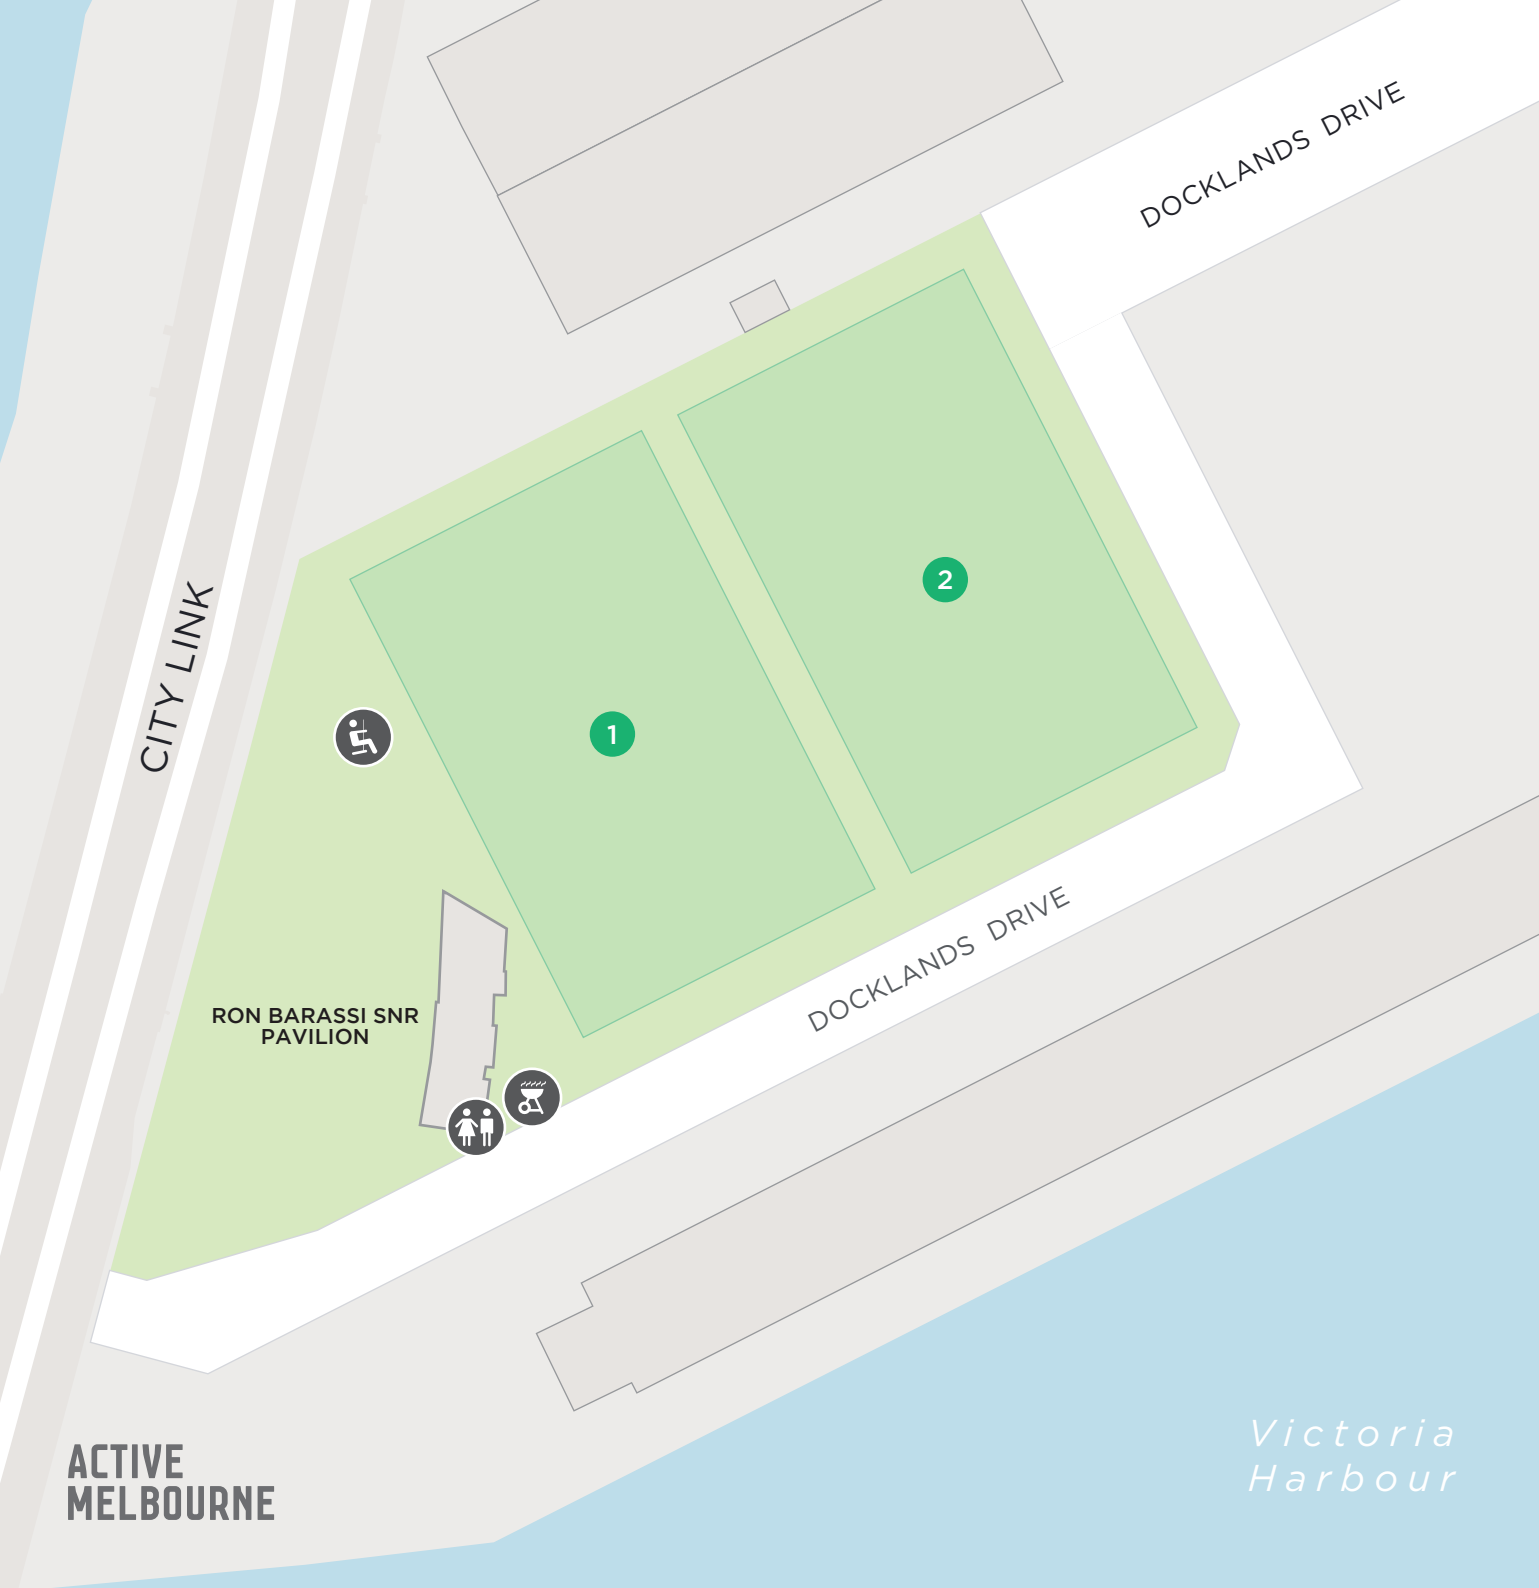 DOCKLANDS DRIVE
2
CITY LINK
1
DOCKLANDS DRIVE
RON BARASSI SNR
PAVILION
Victoria
Harbour
ACTIVE
MELBOURNE